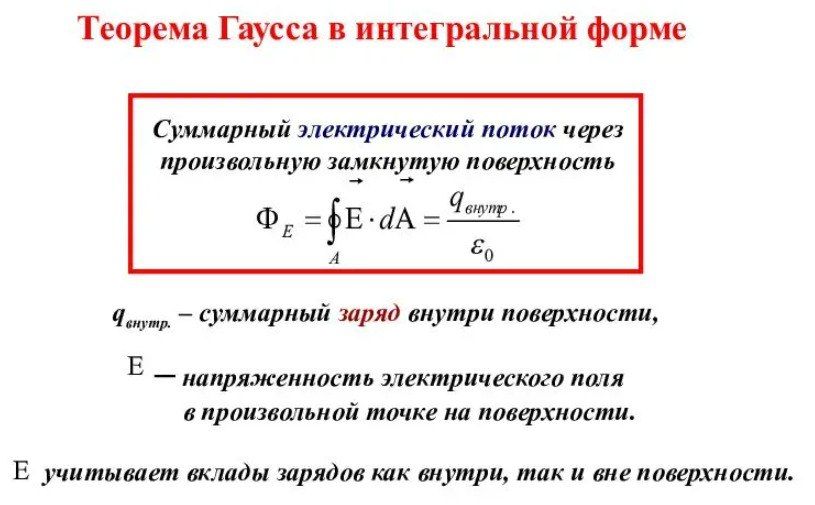 Теорема Гаусса в интегральной форме
Суммарный электрический поток через
произвольную замкнутую поверхность
Φ_E = ∮_A E⃗ · dA⃗ = q_внутр. / ε₀
q_внутр. – суммарный заряд внутри поверхности,
E – напряженность электрического поля
в произвольной точке на поверхности.
E учитывает вклады зарядов как внутри, так и вне поверхности.